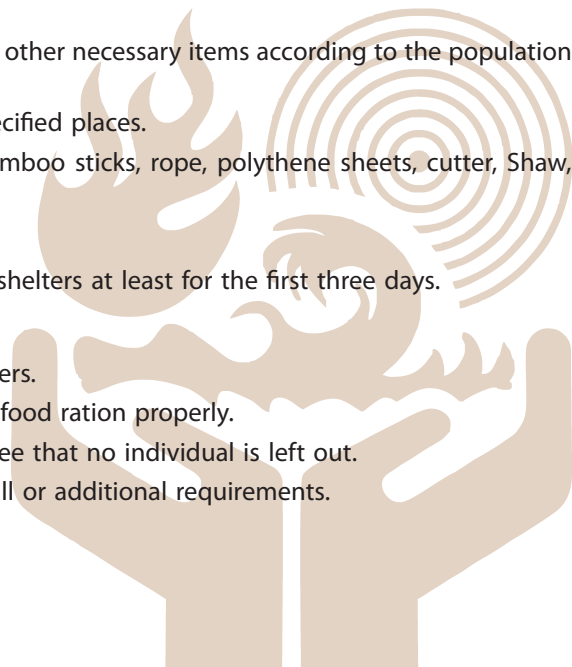 other necessary items according to the population
ecified places.
mboo sticks, rope, polythene sheets, cutter, Shaw,
shelters at least for the first three days.
ers.
food ration properly.
ee that no individual is left out.
ll or additional requirements.